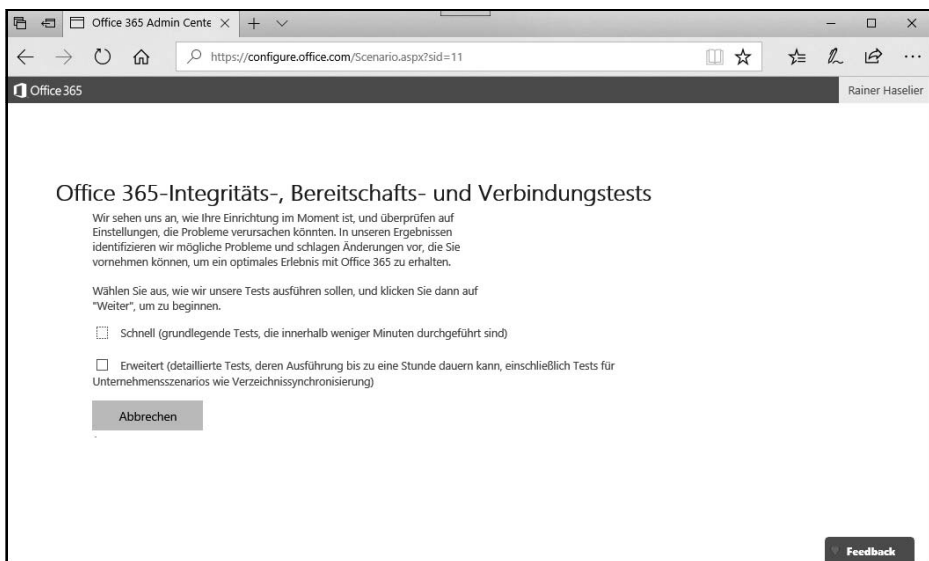 Office 365 Admin Cente
https://configure.office.com/Scenario.aspx?sid=11
Office 365
Rainer Haselier
Office 365-Integritäts-, Bereitschafts- und Verbindungstests
Wir sehen uns an, wie Ihre Einrichtung im Moment ist, und überprüfen auf
Einstellungen, die Probleme verursachen könnten. In unseren Ergebnissen
identifizieren wir mögliche Probleme und schlagen Änderungen vor, die Sie
vornehmen können, um ein optimales Erlebnis mit Office 365 zu erhalten.
Wählen Sie aus, wie wir unsere Tests ausführen sollen, und klicken Sie dann auf
"Weiter", um zu beginnen.
Schnell (grundlegende Tests, die innerhalb weniger Minuten durchgeführt sind)
Erweitert (detaillierte Tests, deren Ausführung bis zu eine Stunde dauern kann, einschließlich Tests für
Unternehmensszenarios wie Verzeichnissynchronisierung)
Abbrechen
Feedback